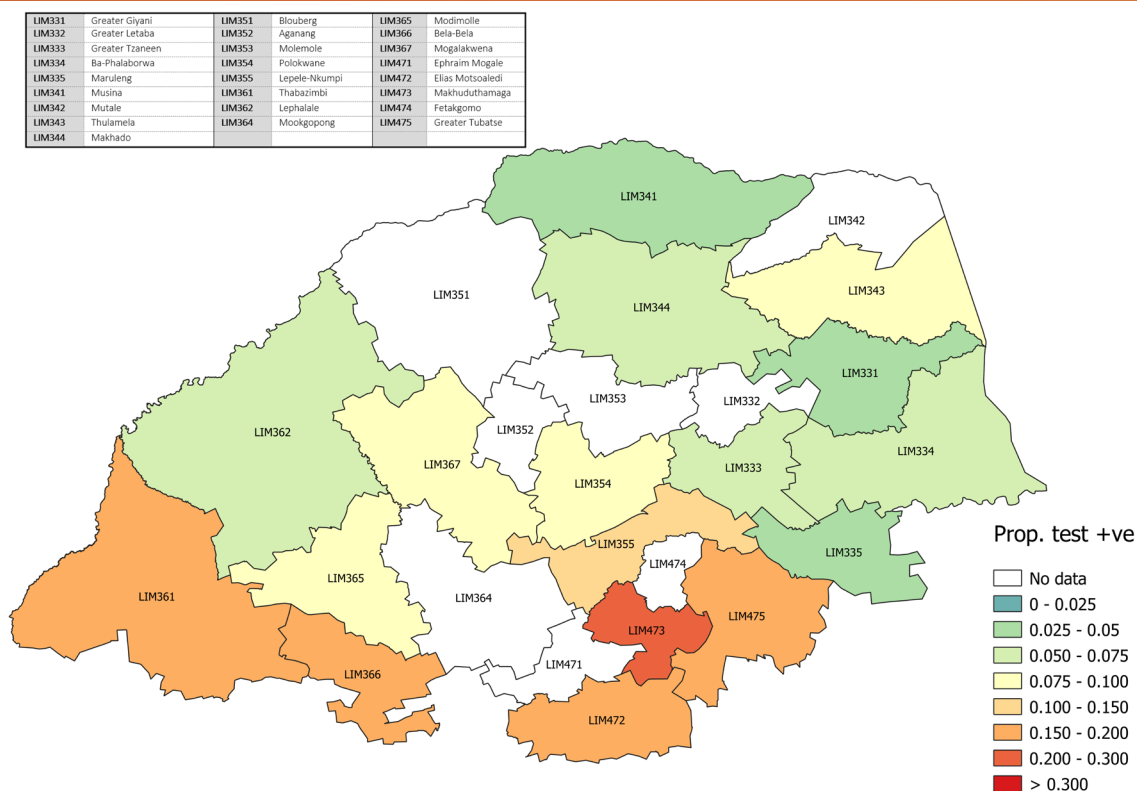 LIM331 Greater Giyani LIM351 Blouberg LIM365 Modimolle
LIM332 Greater Letaba LIM352 Aganang LIM366 Bela-Bela
LIM333 Greater Tzaneen LIM353 Molemole LIM367 Mogalakwena
LIM334 Ba-Phalaborwa LIM354 Polokwane LIM471 Ephraim Mogale
LIM335 Maruleng LIM355 Lepele-Nkumpi LIM472 Elias Motsoaledi
LIM341 Musina LIM361 Thabazimbi LIM473 Makhuduthamaga
LIM342 Mutale LIM362 Lephalale LIM474 Fetakgomo
LIM343 Thulamela LIM364 Mookgopong LIM475 Greater Tubatse
LIM344 Makhado
LIM341
LIM342
LIM343
LIM351
LIM344
LIM331
LIM353
LIM332
LIM352
LIM362
LIM334
LIM367
LIM333
LIM354
LIM355
LIM335
LIM474
LIM365
LIM361
LIM364
LIM475
LIM473
LIM471
LIM366
LIM472
Prop. test +ve
No data
0 - 0.025
0.025 - 0.05
0.050 - 0.075
0.075 - 0.100
0.100 - 0.150
0.150 - 0.200
0.200 - 0.300
> 0.300